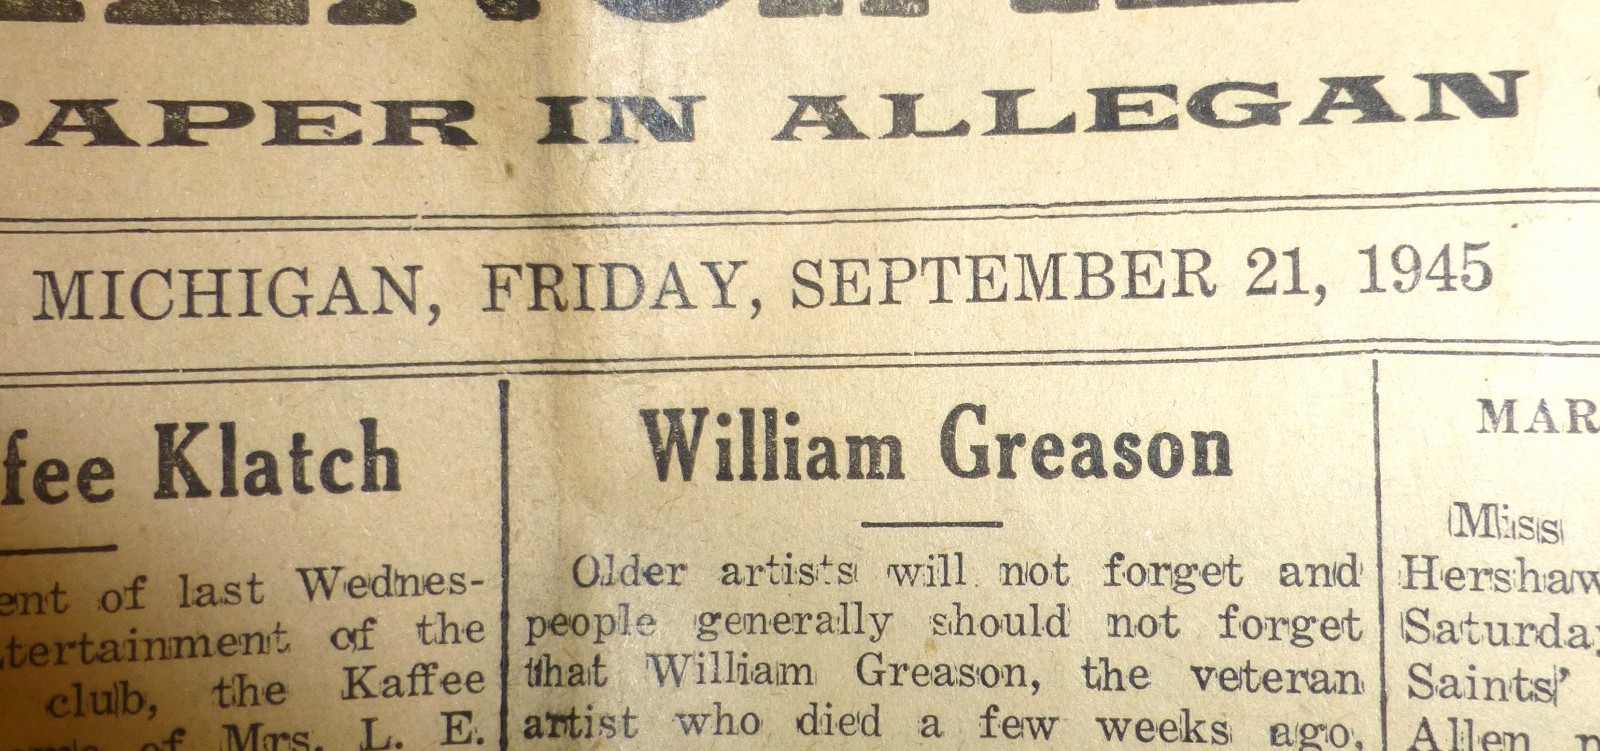 PAPER IN ALLEGAN
MICHIGAN, FRIDAY, SEPTEMBER 21, 1945
fee Klatch
ent of last Wednes-
tertainment of the
club, the Kaffee
of Mrs. L. E.
William Greason
Older artists will not forget and
people generally should not forget
that William Greason, the veteran
artist who died a few weeks ago,
MAR
Miss
Hershaw
Saturday
Saints'
Allen